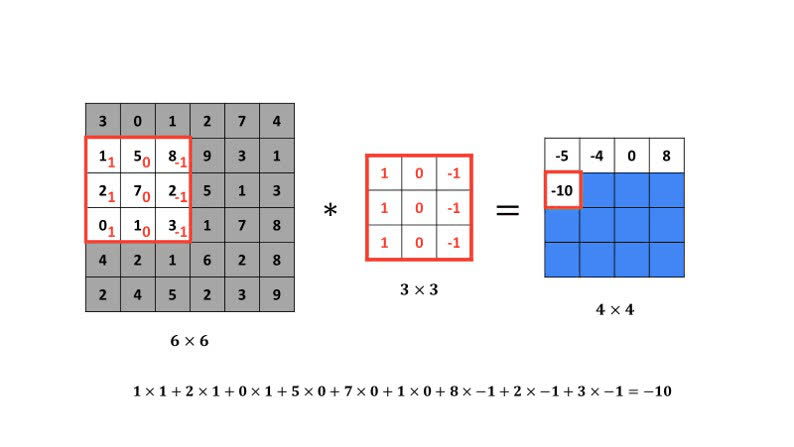 3 0 1 2 7 4
1 1 5 0 8 -1 9 3 1
2 1 7 0 2 -1 5 1 3
0 1 1 0 3 -1 1 7 8
4 2 1 6 2 8
2 4 5 2 3 9
6 × 6
*
1 0 -1
1 0 -1
1 0 -1
3 × 3
=
-5 -4 0 8
-10
4 × 4
1 × 1 + 2 × 1 + 0 × 1 + 5 × 0 + 7 × 0 + 1 × 0 + 8 × −1 + 2 × −1 + 3 × −1 = −10